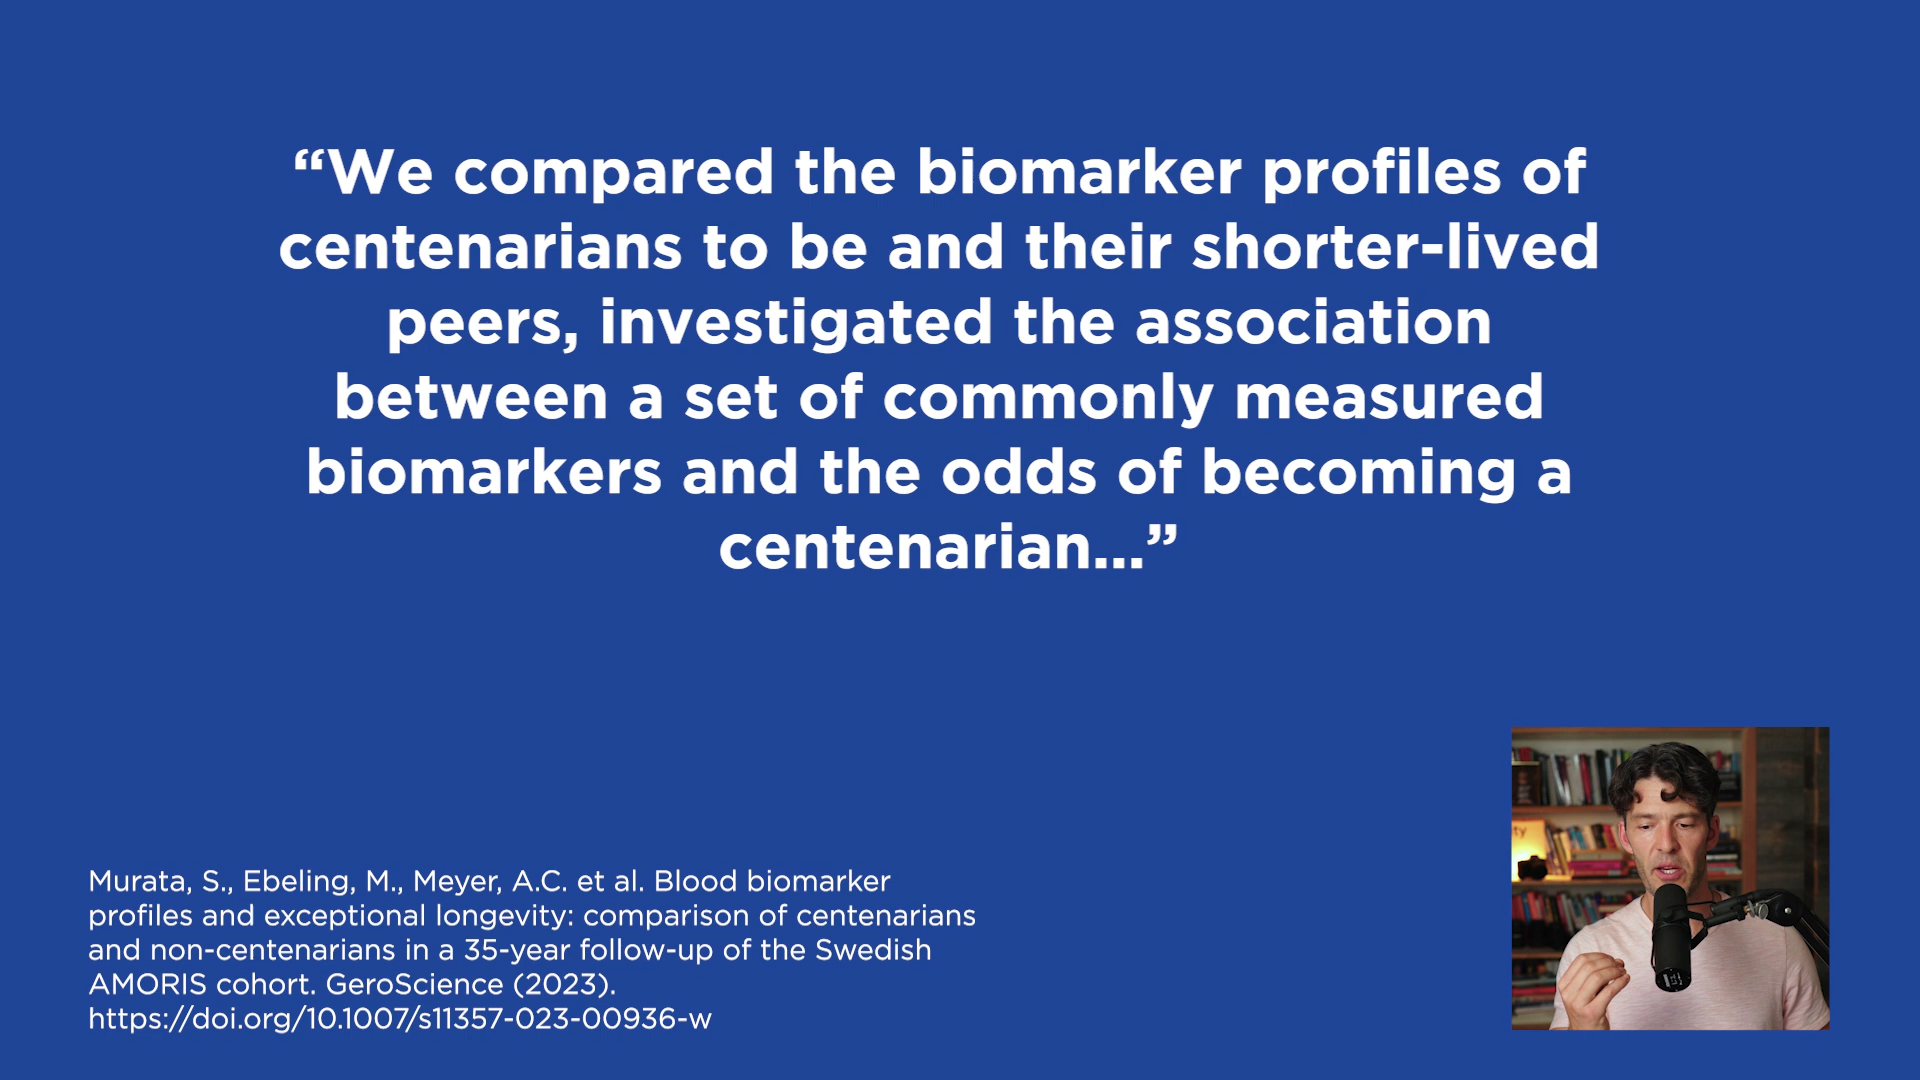 “We compared the biomarker profiles of
centenarians to be and their shorter-lived
peers, investigated the association
between a set of commonly measured
biomarkers and the odds of becoming a
centenarian...”
Murata, S., Ebeling, M., Meyer, A.C. et al. Blood biomarker
profiles and exceptional longevity: comparison of centenarians
and non-centenarians in a 35-year follow-up of the Swedish
AMORIS cohort. GeroScience (2023).
https://doi.org/10.1007/s11357-023-00936-w